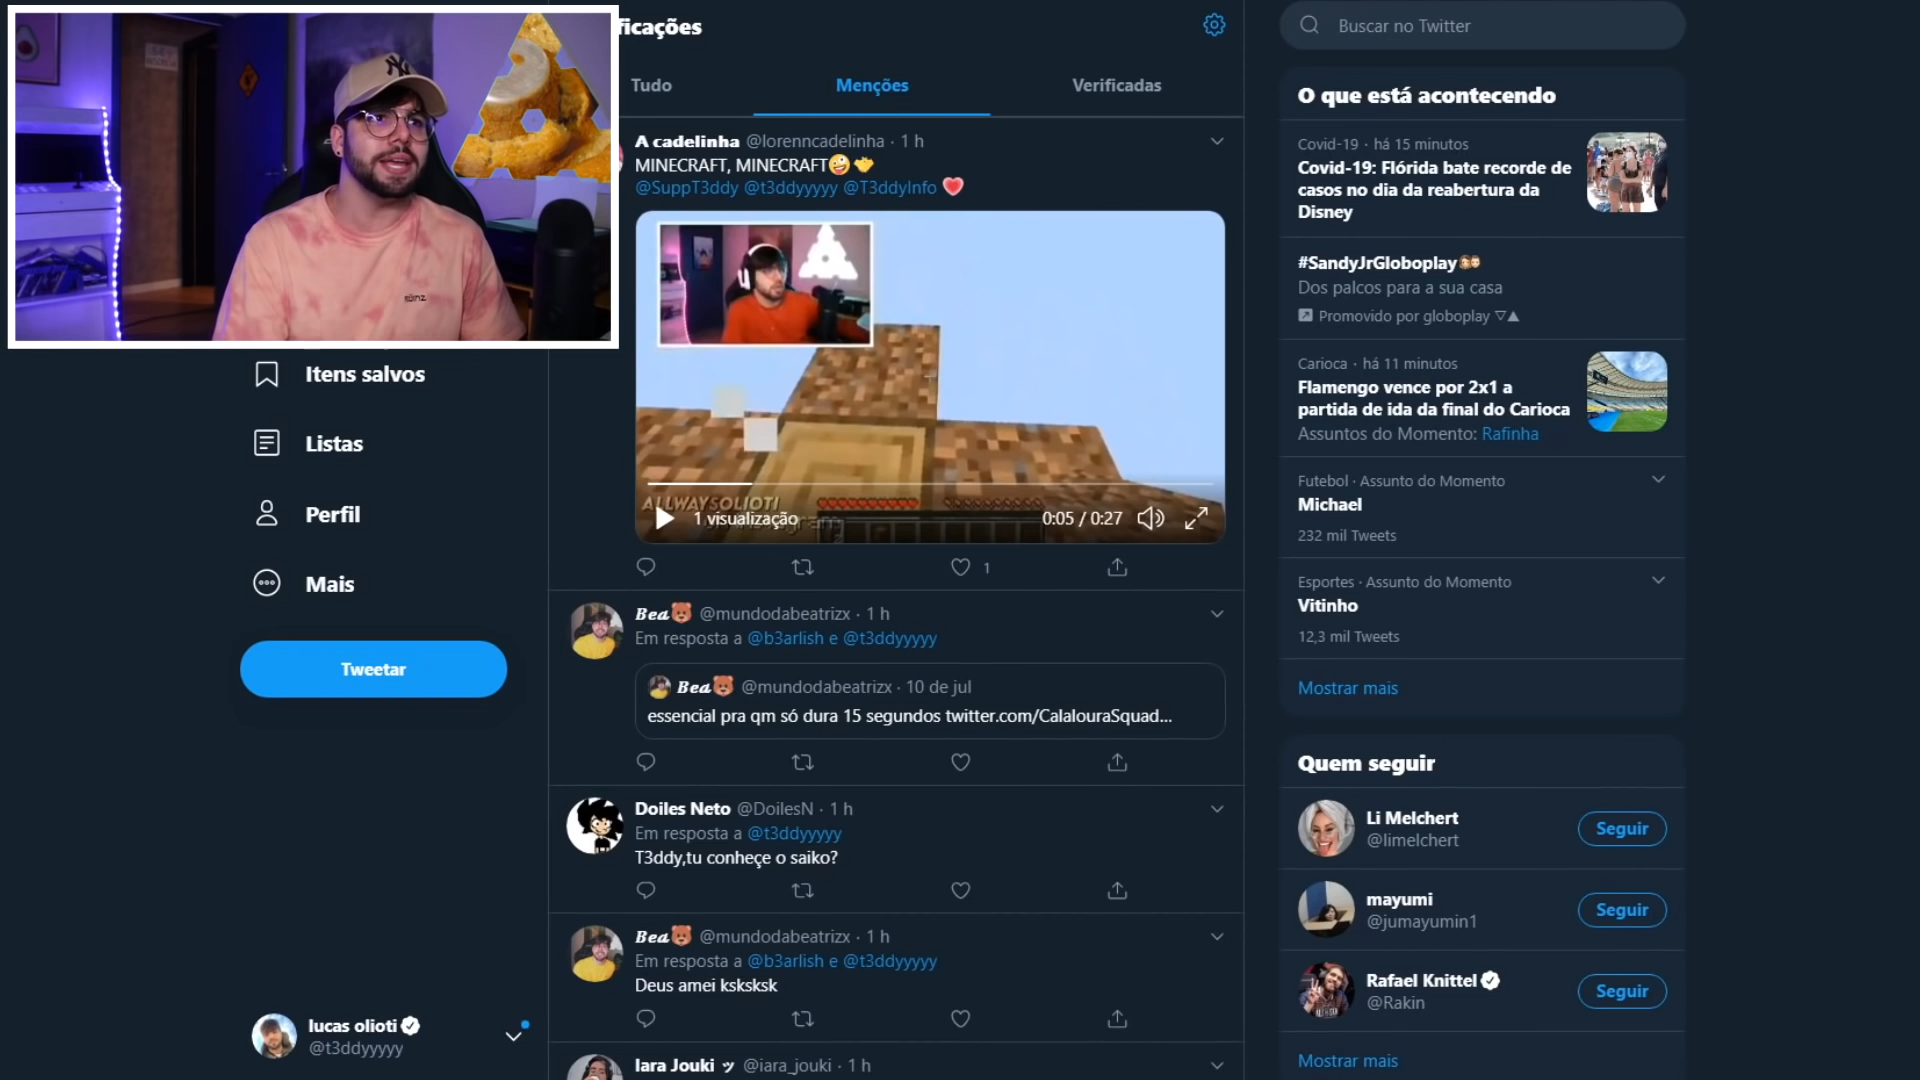 NY
ficações
Tudo
Menções
Verificadas
A cadelinha @lorenncadelinha · 1 h
MINECRAFT, MINECRAFT🤪🤝
@SuppT3ddy @t3ddyyyyy @T3ddyInfo ❤️
ALLWAYSOLIOTI
1 visualização
0:05 / 0:27
1
Bea🐻 @mundodabeatrizx · 1 h
Em resposta a @b3arlish e @t3ddyyyyy
Bea🐻 @mundodabeatrizx · 10 de jul
essencial pra qm só dura 15 segundos twitter.com/CalalouraSquad...
Doiles Neto @DoilesN · 1 h
Em resposta a @t3ddyyyyy
T3ddy,tu conheçe o saiko?
Bea🐻 @mundodabeatrizx · 1 h
Em resposta a @b3arlish e @t3ddyyyyy
Deus amei ksksksk
Iara Jouki ッ @iara_jouki · 1 h
Itens salvos
Listas
Perfil
Mais
Tweetar
lucas olioti
@t3ddyyyyy
Buscar no Twitter
O que está acontecendo
Covid-19 · há 15 minutos
Covid-19: Flórida bate recorde de
casos no dia da reabertura da
Disney
#SandyJrGloboplay
Dos palcos para a sua casa
Promovido por globoplay ▽▲
Carioca · há 11 minutos
Flamengo vence por 2x1 a
partida de ida da final do Carioca
Assuntos do Momento: Rafinha
Futebol · Assunto do Momento
Michael
232 mil Tweets
Esportes · Assunto do Momento
Vitinho
12,3 mil Tweets
Mostrar mais
Quem seguir
Li Melchert
@limelchert
Seguir
mayumi
@jumayumin1
Seguir
Rafael Knittel
@Rakin
Seguir
Mostrar mais